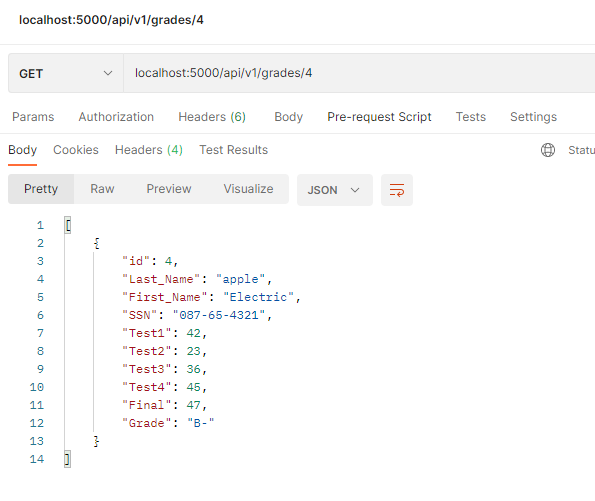 localhost:5000/api/v1/grades/4
GET localhost:5000/api/v1/grades/4
Params Authorization Headers (6) Body Pre-request Script Tests Settings
Body Cookies Headers (4) Test Results Statu
Pretty Raw Preview Visualize JSON
1 [
2 {
3 "id": 4,
4 "Last_Name": "apple",
5 "First_Name": "Electric",
6 "SSN": "087-65-4321",
7 "Test1": 42,
8 "Test2": 23,
9 "Test3": 36,
10 "Test4": 45,
11 "Final": 47,
12 "Grade": "B-"
13 }
14 ]